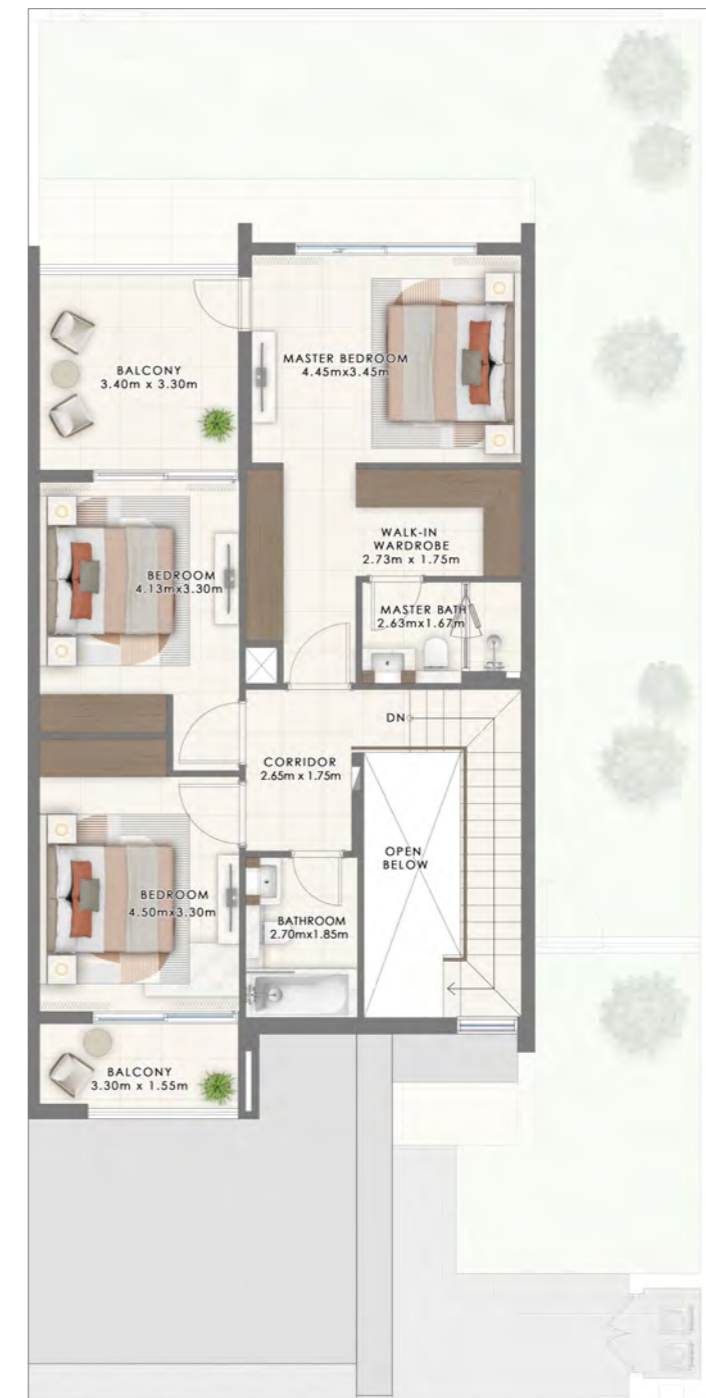 MASTER BEDROOM
4.45mx3.45m
BALCONY
3.40m x 3.30m
WALK-IN
WARDROBE
2.73m x 1.75m
BEDROOM
4.13mx3.30m
MASTER BATH
2.63mx1.67m
DN
CORRIDOR
2.65m x 1.75m
OPEN
BELOW
BEDROOM
4.50mx3.30m
BATHROOM
2.70mx1.85m
BALCONY
3.30m x 1.55m